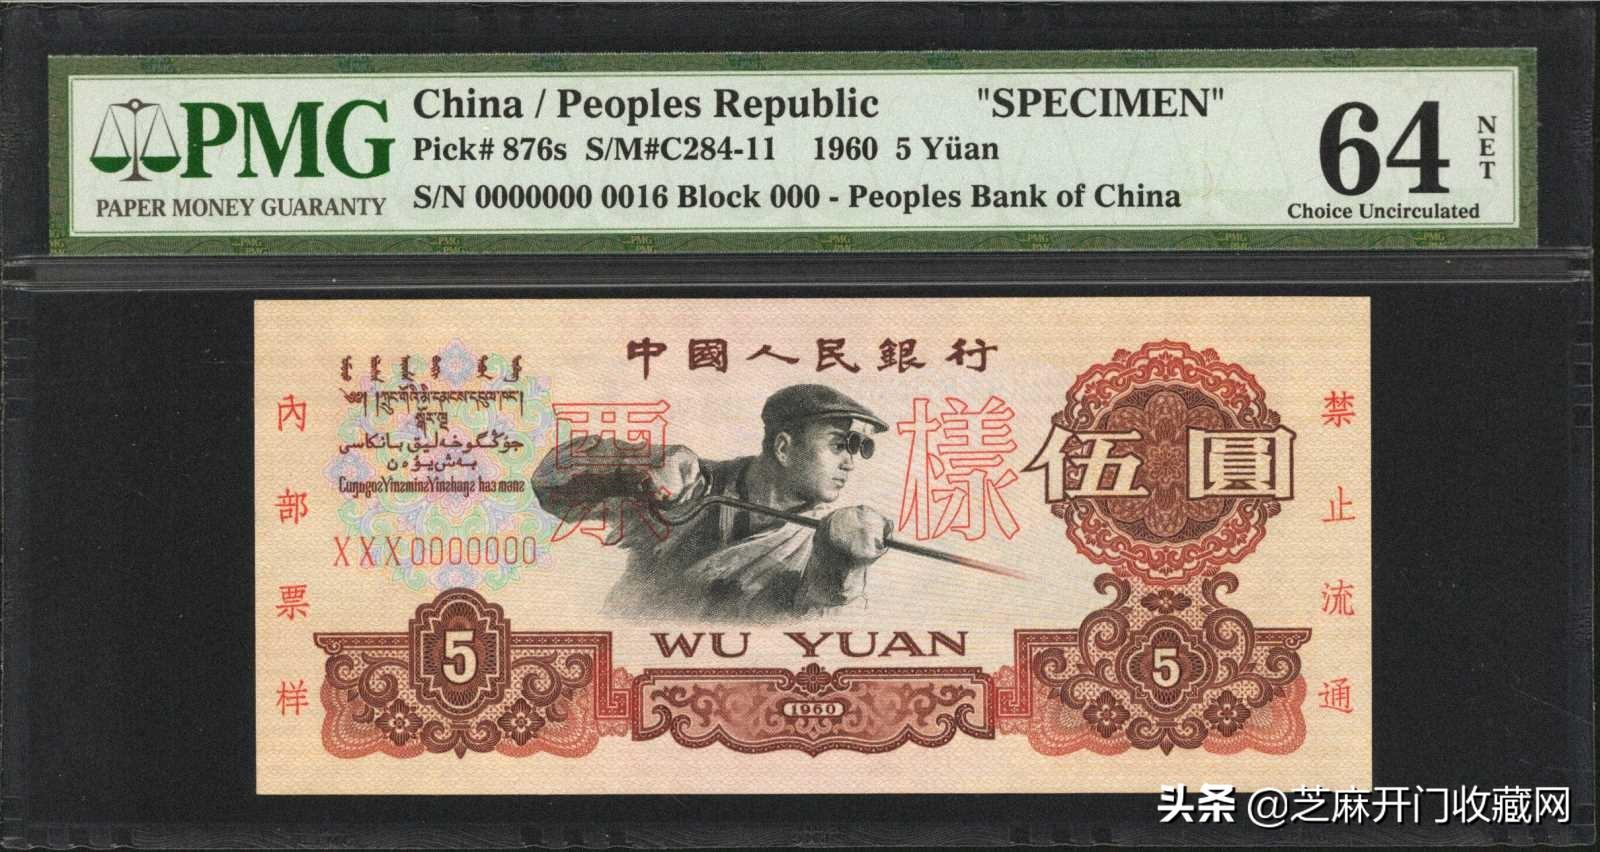 PMG
PAPER MONEY GUARANTY
China / Peoples Republic "SPECIMEN"
Pick# 876s S/M#C284-11 1960 5 Yüan
S/N 0000000 0016 Block 000 - Peoples Bank of China
64
NET
Choice Uncirculated
中國人民銀行
票樣
伍圓
内部票样
禁止流通
XXX0000000
WU YUAN
5
1960
5
头条 @芝麻开门收藏网